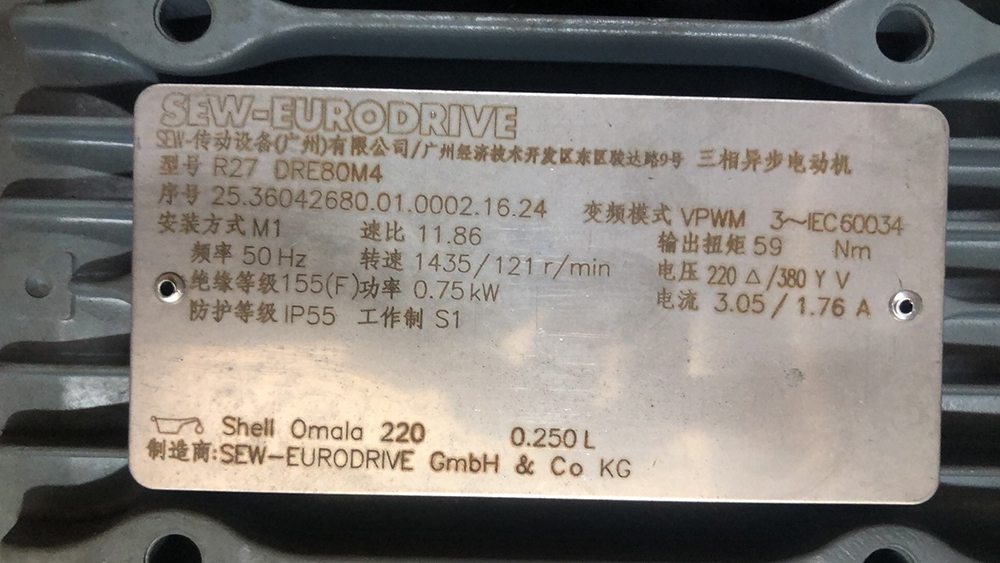 SEW-EURODRIVE
SEW-传动设备(广州)有限公司/广州经济技术开发区东区骏达路9号 三相异步电动机
型号 R27 DRE80M4
序号 25.36042680.01.0002.16.24 变频模式 VPWM 3~IEC60034
安装方式 M1 速比 11.86 输出扭矩 59 Nm
频率 50 Hz 转速 1435/121 r/min 电压 220 △/380 Y V
绝缘等级 155(F) 功率 0.75 kW 电流 3.05 / 1.76 A
防护等级 IP55 工作制 S1
Shell Omala 220 0.250 L
制造商:SEW-EURODRIVE GmbH & Co KG